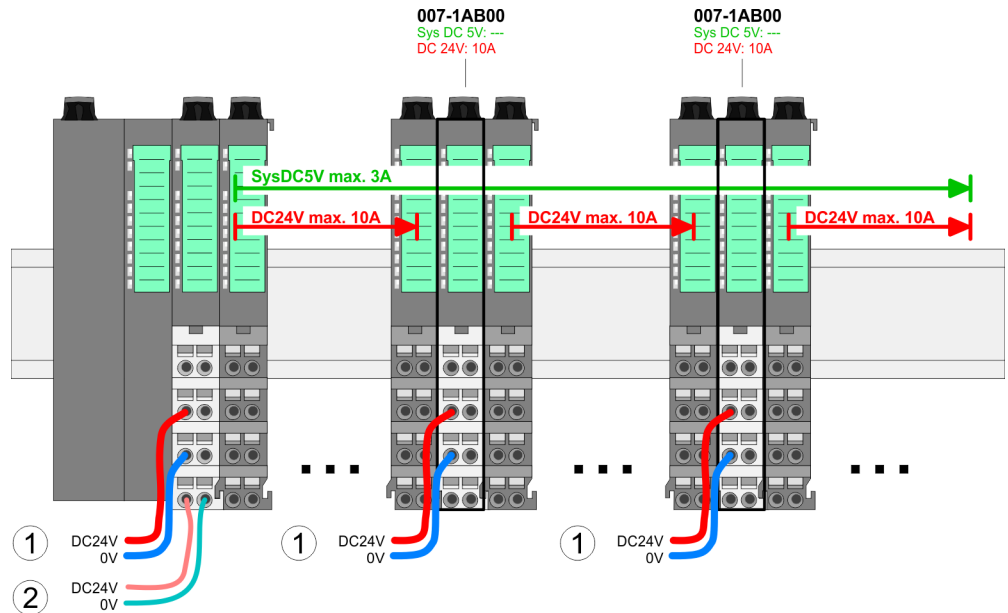 007-1AB00
Sys DC 5V: ---
DC 24V: 10A
007-1AB00
Sys DC 5V: ---
DC 24V: 10A
SysDC5V max. 3A
DC24V max. 10A
DC24V max. 10A
DC24V max. 10A
1
DC24V
0V
1
DC24V
0V
1
DC24V
0V
2
DC24V
0V